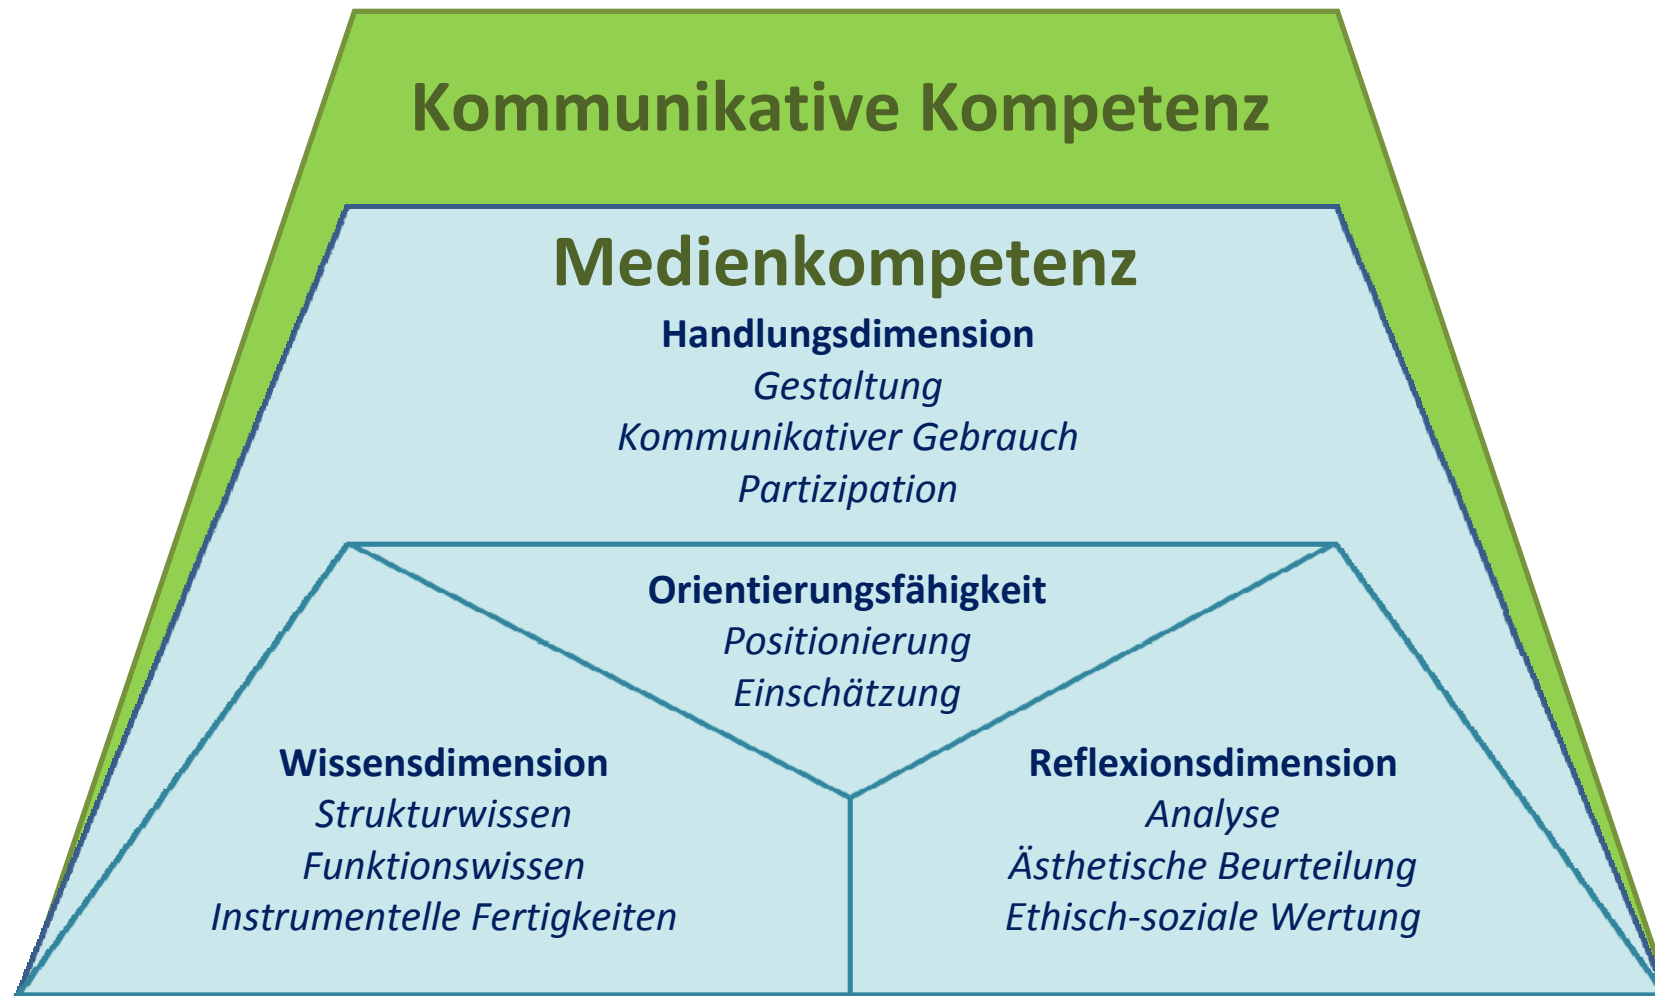 Kommunikative Kompetenz
Medienkompetenz
Handlungsdimension
Gestaltung
Kommunikativer Gebrauch
Partizipation
Orientierungsfähigkeit
Positionierung
Einschätzung
Wissensdimension
Strukturwissen
Funktionswissen
Instrumentelle Fertigkeiten
Reflexionsdimension
Analyse
Ästhetische Beurteilung
Ethisch-soziale Wertung